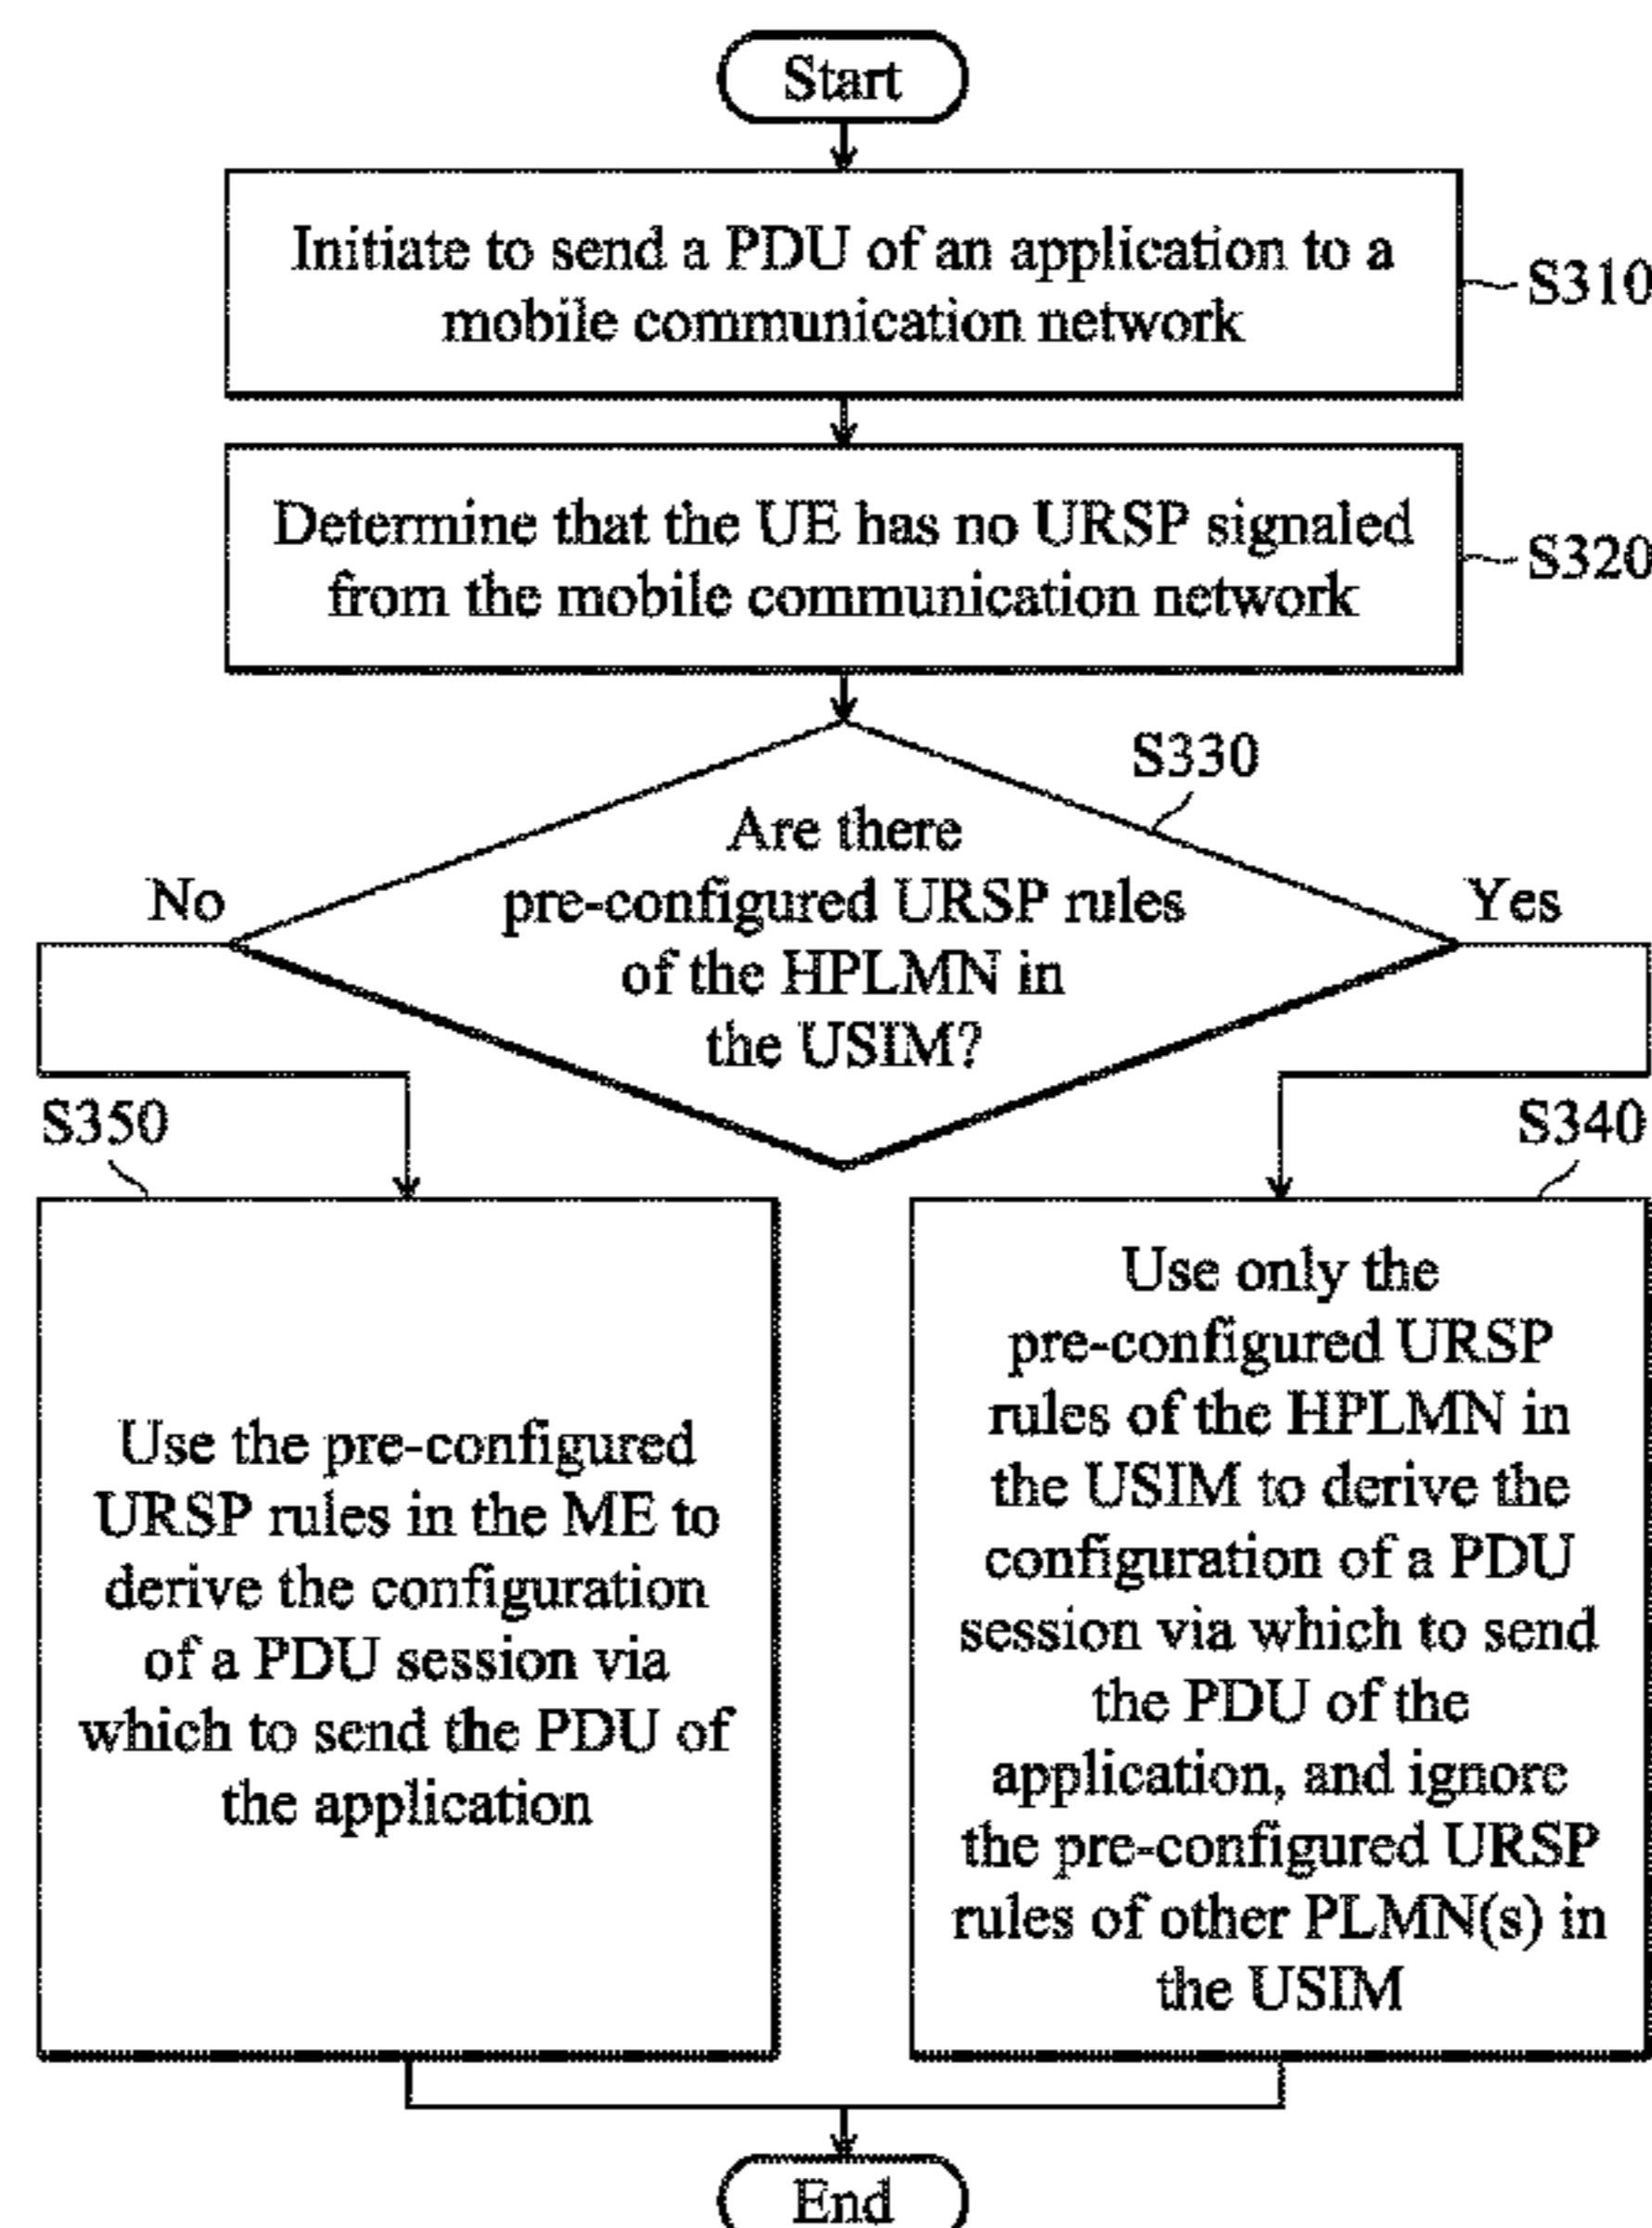 Start
Initiate to send a PDU of an application to a
mobile communication network
S310
Determine that the UE has no URSP signaled
from the mobile communication network
S320
S330
Are there
pre-configured URSP rules
of the HPLMN in
the USIM?
No
Yes
S350
S340
Use the pre-configured
URSP rules in the ME to
derive the configuration
of a PDU session via
which to send the PDU of
the application
Use only the
pre-configured URSP
rules of the HPLMN in
the USIM to derive the
configuration of a PDU
session via which to send
the PDU of the
application, and ignore
the pre-configured URSP
rules of other PLMN(s) in
the USIM
End